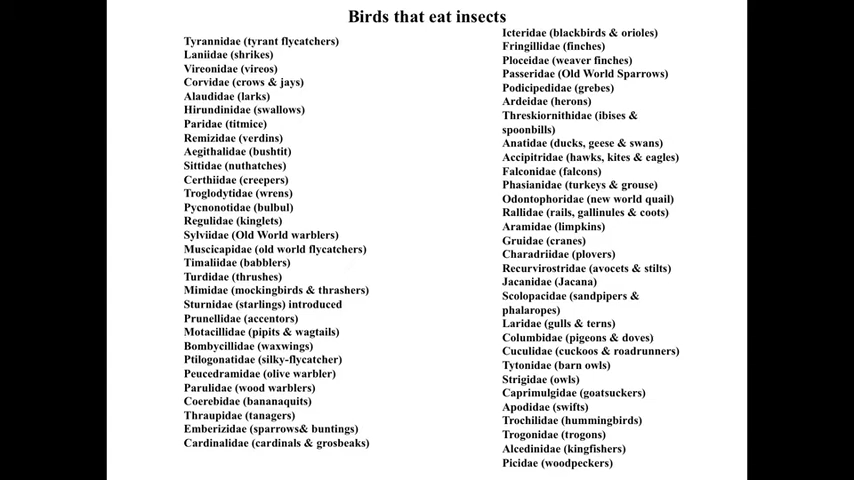 Birds that eat insects
Tyrannidae (tyrant flycatchers)
Laniidae (shrikes)
Vireonidae (vireos)
Corvidae (crows & jays)
Alaudidae (larks)
Hirundinidae (swallows)
Paridae (titmice)
Remizidae (verdins)
Aegithalidae (bushtit)
Sittidae (nuthatches)
Certhiidae (creepers)
Troglodytidae (wrens)
Pycnonotidae (bulbul)
Regulidae (kinglets)
Sylviidae (Old World warblers)
Muscicapidae (old world flycatchers)
Timaliidae (babblers)
Turdidae (thrushes)
Mimidae (mockingbirds & thrashers)
Sturnidae (starlings) introduced
Prunellidae (accentors)
Motacillidae (pipits & wagtails)
Bombycillidae (waxwings)
Ptilogonatidae (silky-flycatcher)
Peucedramidae (olive warbler)
Parulidae (wood warblers)
Coerebidae (bananaquits)
Thraupidae (tanagers)
Emberizidae (sparrows& buntings)
Cardinalidae (cardinals & grosbeaks)
Icteridae (blackbirds & orioles)
Fringillidae (finches)
Ploceidae (weaver finches)
Passeridae (Old World Sparrows)
Podicipedidae (grebes)
Ardeidae (herons)
Threskiornithidae (ibises &
spoonbills)
Anatidae (ducks, geese & swans)
Accipitridae (hawks, kites & eagles)
Falconidae (falcons)
Phasianidae (turkeys & grouse)
Odontophoridae (new world quail)
Rallidae (rails, gallinules & coots)
Aramidae (limpkins)
Gruidae (cranes)
Charadriidae (plovers)
Recurvirostridae (avocets & stilts)
Jacanidae (Jacana)
Scolopacidae (sandpipers &
phalaropes)
Laridae (gulls & terns)
Columbidae (pigeons & doves)
Cuculidae (cuckoos & roadrunners)
Tytonidae (barn owls)
Strigidae (owls)
Caprimulgidae (goatsuckers)
Apodidae (swifts)
Trochilidae (hummingbirds)
Trogonidae (trogons)
Alcedinidae (kingfishers)
Picidae (woodpeckers)